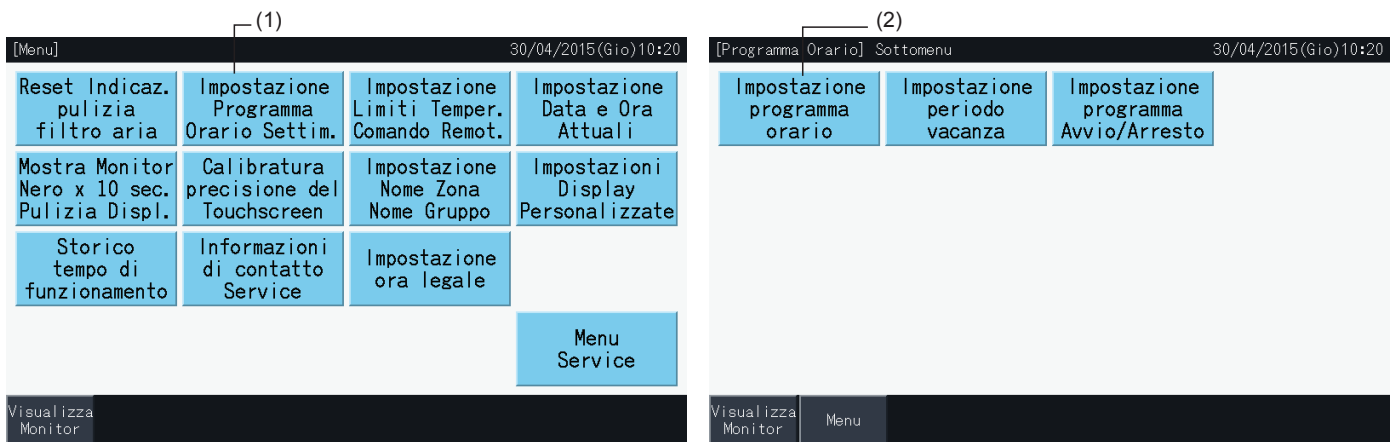 (1)
[Menu] 30/04/2015(Gio)10:20
Reset Indicaz.
pulizia
filtro aria
Impostazione
Programma
Orario Settim.
Impostazione
Limiti Temper.
Comando Remot.
Impostazione
Data e Ora
Attuali
Mostra Monitor
Nero x 10 sec.
Pulizia Displ.
Calibratura
precisione del
Touchscreen
Impostazione
Nome Zona
Nome Gruppo
Impostazioni
Display
Personalizzate
Storico
tempo di
funzionamento
Informazioni
di contatto
Service
Impostazione
ora legale
Menu
Service
Visualizza
Monitor
(2)
[Programma Orario] Sottomenu 30/04/2015(Gio)10:20
Impostazione
programma
orario
Impostazione
periodo
vacanza
Impostazione
programma
Avvio/Arresto
Visualizza
Monitor
Menu